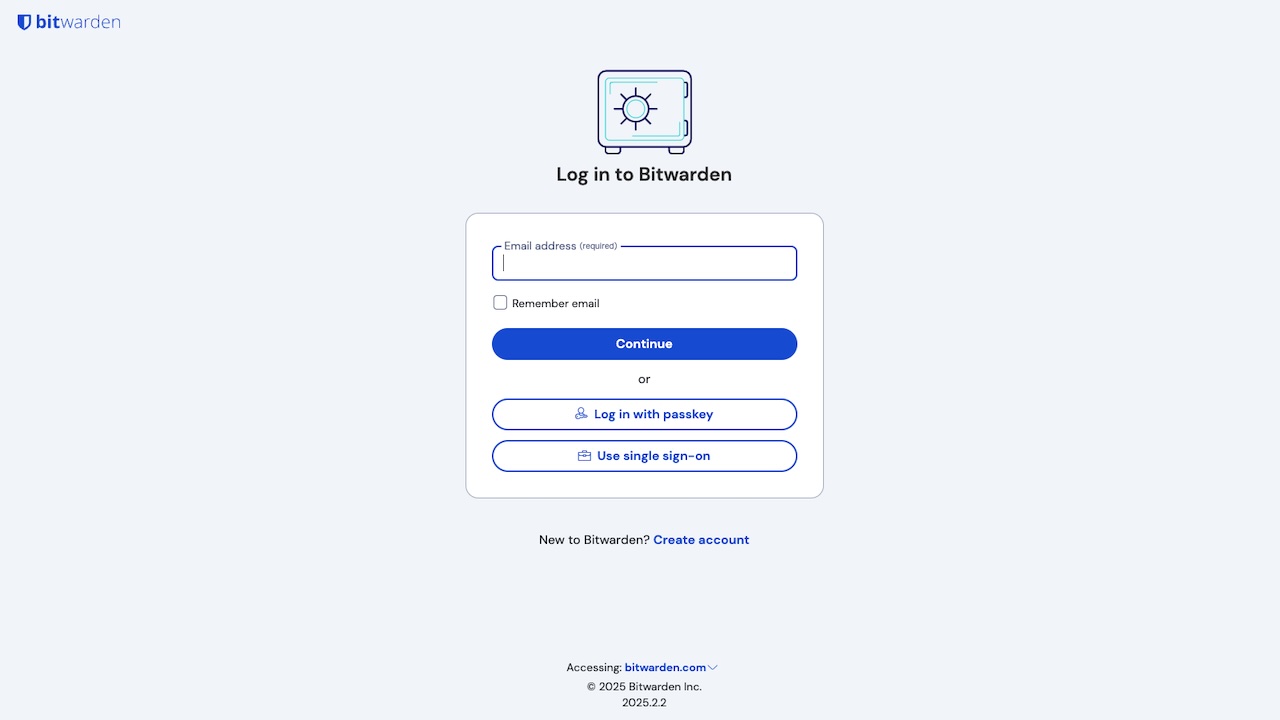 bitwarden
Log in to Bitwarden
Email address (required)
Remember email
Continue
or
Log in with passkey
Use single sign-on
New to Bitwarden? Create account
Accessing: bitwarden.com
© 2025 Bitwarden Inc.
2025.2.2